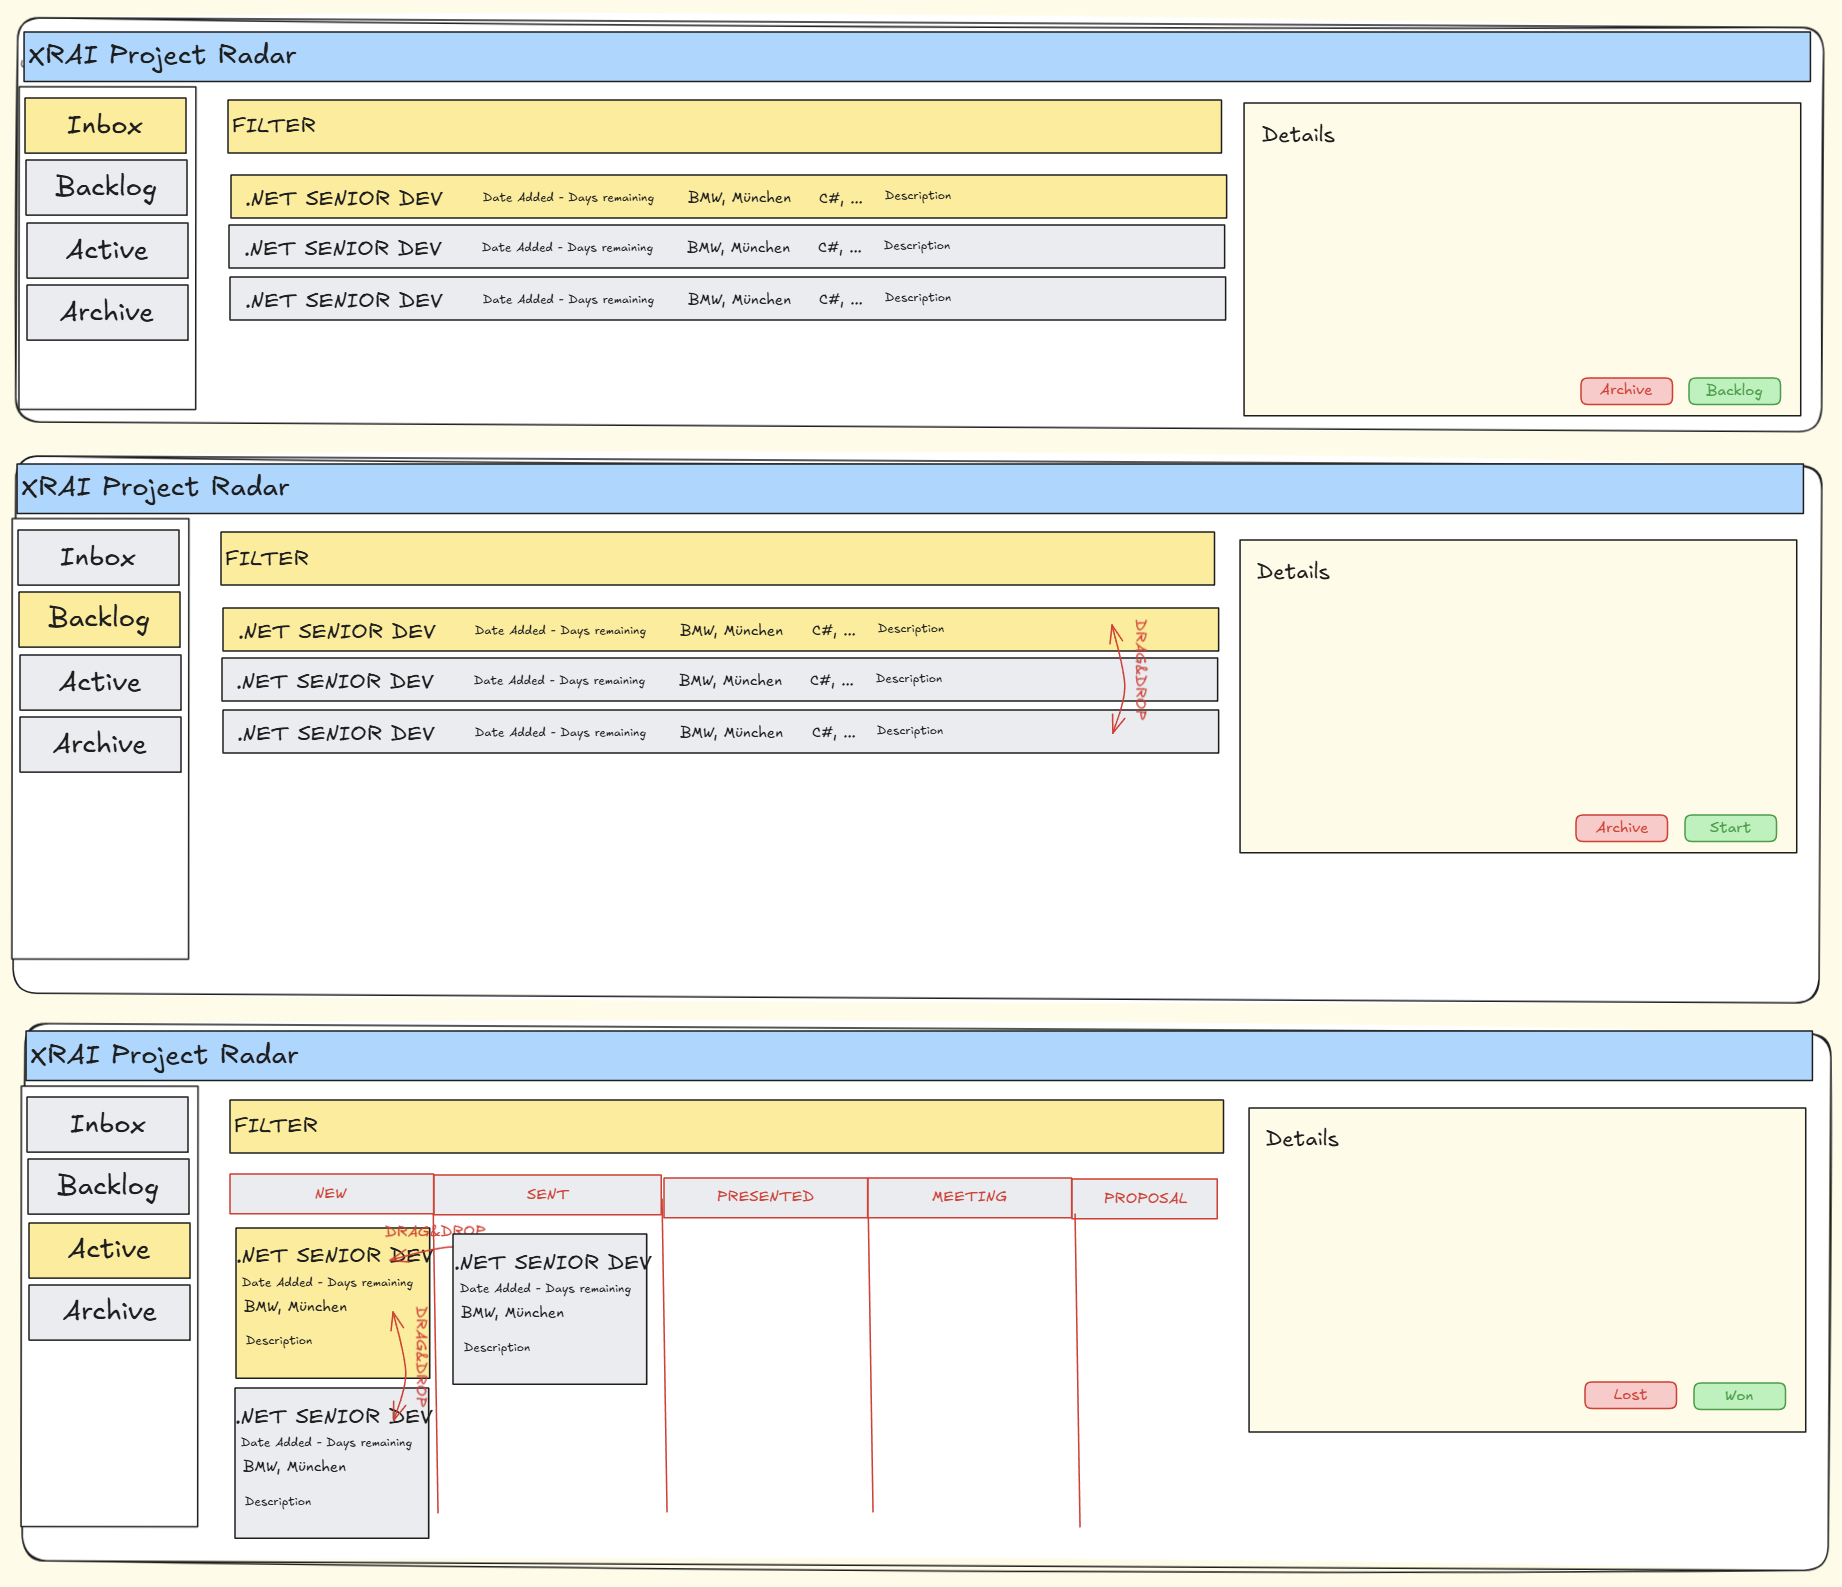 XRAI Project Radar
Inbox
Backlog
Active
Archive
FILTER
.NET SENIOR DEV Date Added - Days remaining BMW, München C#, ... Description
.NET SENIOR DEV Date Added - Days remaining BMW, München C#, ... Description
.NET SENIOR DEV Date Added - Days remaining BMW, München C#, ... Description
Details
Archive Backlog
XRAI Project Radar
Inbox
Backlog
Active
Archive
FILTER
.NET SENIOR DEV Date Added - Days remaining BMW, München C#, ... Description
.NET SENIOR DEV Date Added - Days remaining BMW, München C#, ... Description
.NET SENIOR DEV Date Added - Days remaining BMW, München C#, ... Description
DRAG&DROP
Details
Archive Start
XRAI Project Radar
Inbox
Backlog
Active
Archive
FILTER
NEW SENT PRESENTED MEETING PROPOSAL
DRAG&DROP
.NET SENIOR DEV
Date Added - Days remaining
BMW, München
Description
DRAG&DROP
.NET SENIOR DEV
Date Added - Days remaining
BMW, München
Description
.NET SENIOR DEV
Date Added - Days remaining
BMW, München
Description
Details
Lost Won